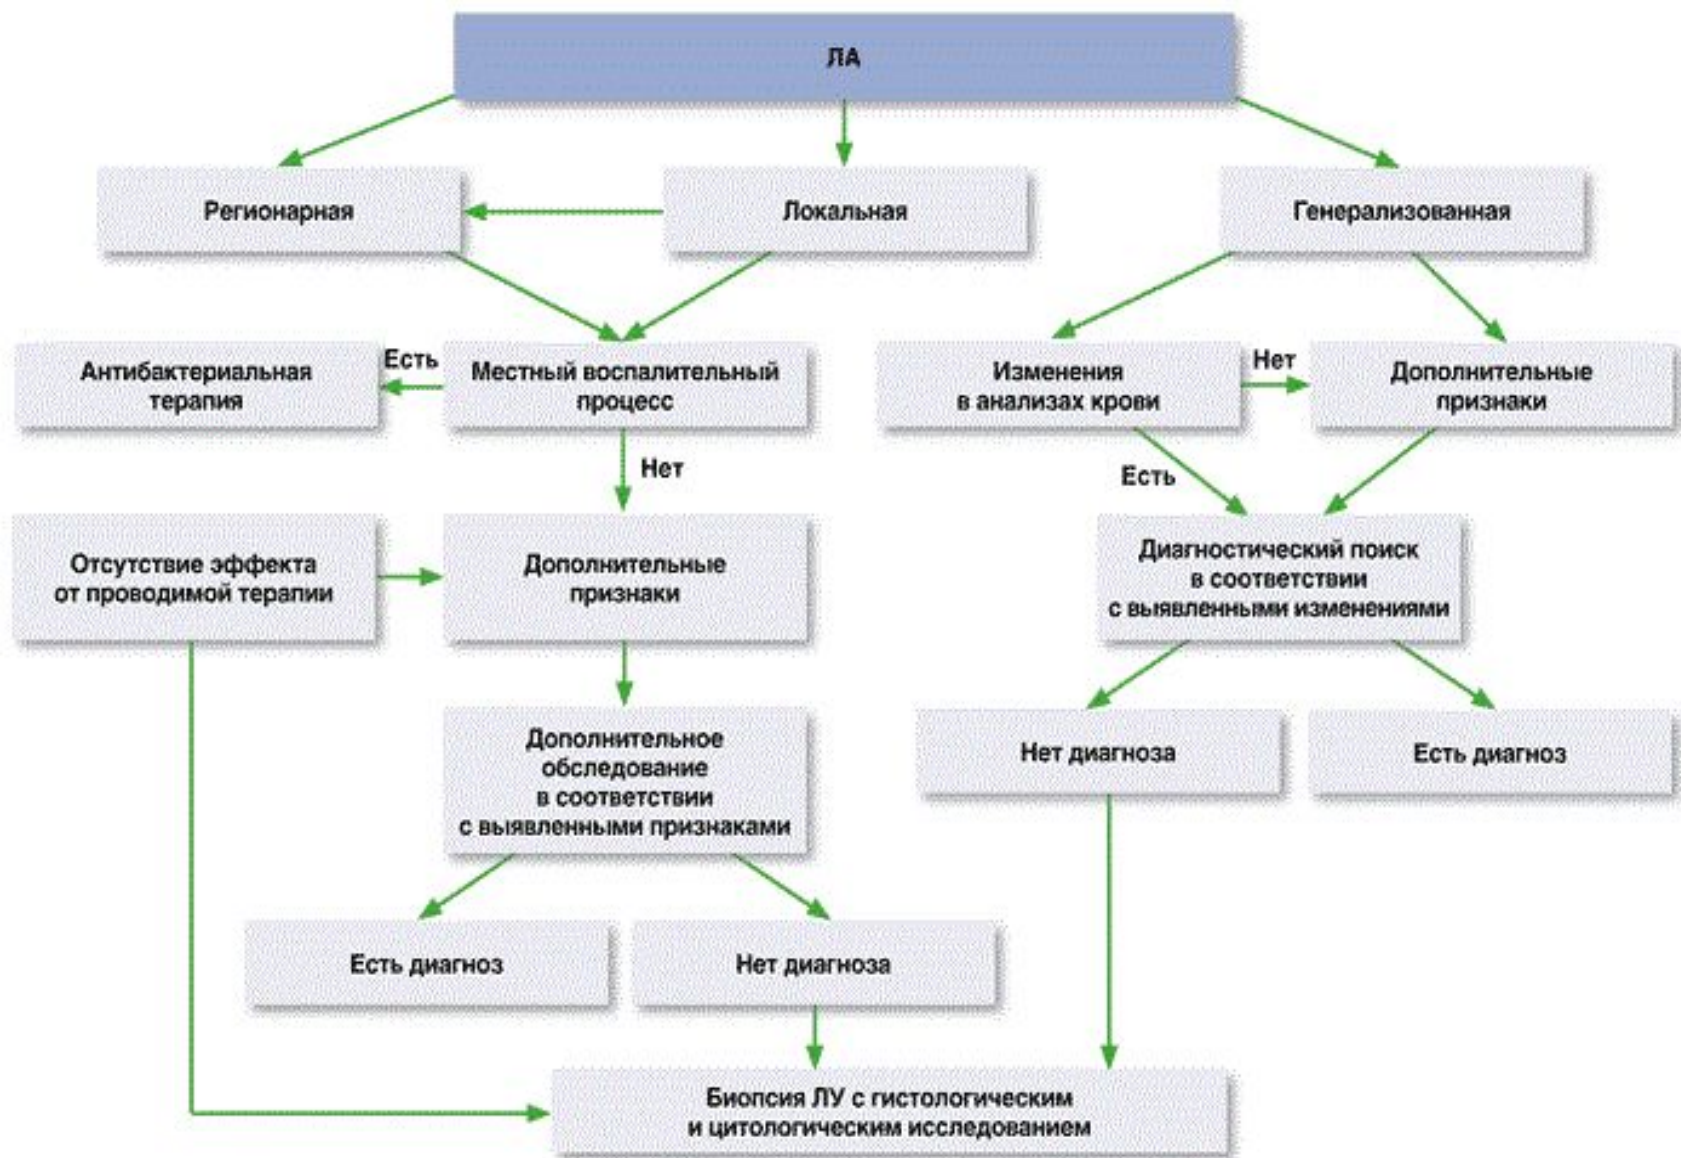 ЛА
Регионарная
Локальная
Генерализованная
Антибактериальная
терапия
Есть
Местный воспалительный
процесс
Изменения
в анализах крови
Нет
Дополнительные
признаки
Нет
Есть
Отсутствие эффекта
от проводимой терапии
Дополнительные
признаки
Диагностический поиск
в соответствии
с выявленными изменениями
Дополнительное
обследование
в соответствии
с выявленными признаками
Нет диагноза
Есть диагноз
Есть диагноз
Нет диагноза
Биопсия ЛУ с гистологическим
и цитологическим исследованием